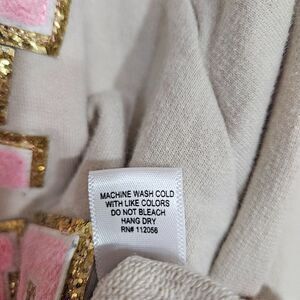 MACHINE WASH COLD
WITH LIKE COLORS
DO NOT BLEACH
HANG DRY
RN# 112056